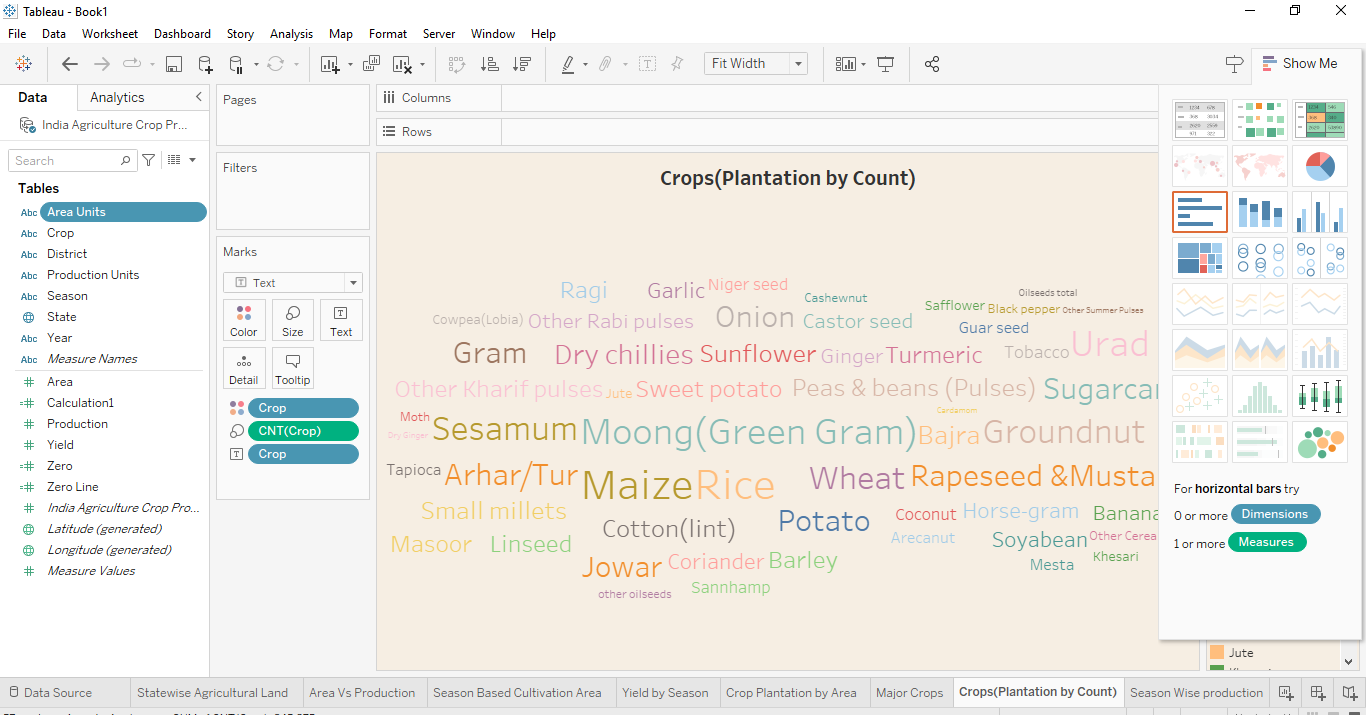 Tableau - Book1
File Data Worksheet Dashboard Story Analysis Map Format Server Window Help
Fit Width
Show Me
Data Analytics
India Agriculture Crop Pr...
Search
Tables
Abc Area Units
Abc Crop
Abc District
Abc Production Units
Abc Season
State
Abc Year
Abc Measure Names
Area
Calculation1
Production
Yield
Zero
Zero Line
India Agriculture Crop Pro...
Latitude (generated)
Longitude (generated)
Measure Values
Pages
Filters
Marks
Text
Color Size Text
Detail Tooltip
Crop
CNT(Crop)
Crop
Columns
Rows
Crops(Plantation by Count)
Ragi Garlic Niger seed Cashewnut Oilseeds total
Safflower Black pepper Other Summer Pulses
Cowpea(Lobia) Other Rabi pulses Onion Castor seed Guar seed
Gram Dry chillies Sunflower Ginger Turmeric Tobacco Urad
Other Kharif pulses Jute Sweet potato Peas & beans (Pulses) Sugarcan
Moth Cardamom
Dry Ginger Sesamum Moong(Green Gram) Bajra Groundnut
Tapioca Arhar/Tur Maize Rice Wheat Rapeseed &Musta
Small millets Cotton(lint) Potato Coconut Horse-gram Banana
Masoor Linseed Arecanut Soyabean Other Cerea
Jowar Coriander Barley Mesta Khesari
other oilseeds Sannhamp
For horizontal bars try
0 or more Dimensions
1 or more Measures
Jute
Data Source Statewise Agricultural Land Area Vs Production Season Based Cultivation Area Yield by Season Crop Plantation by Area Major Crops Crops(Plantation by Count) Season Wise production